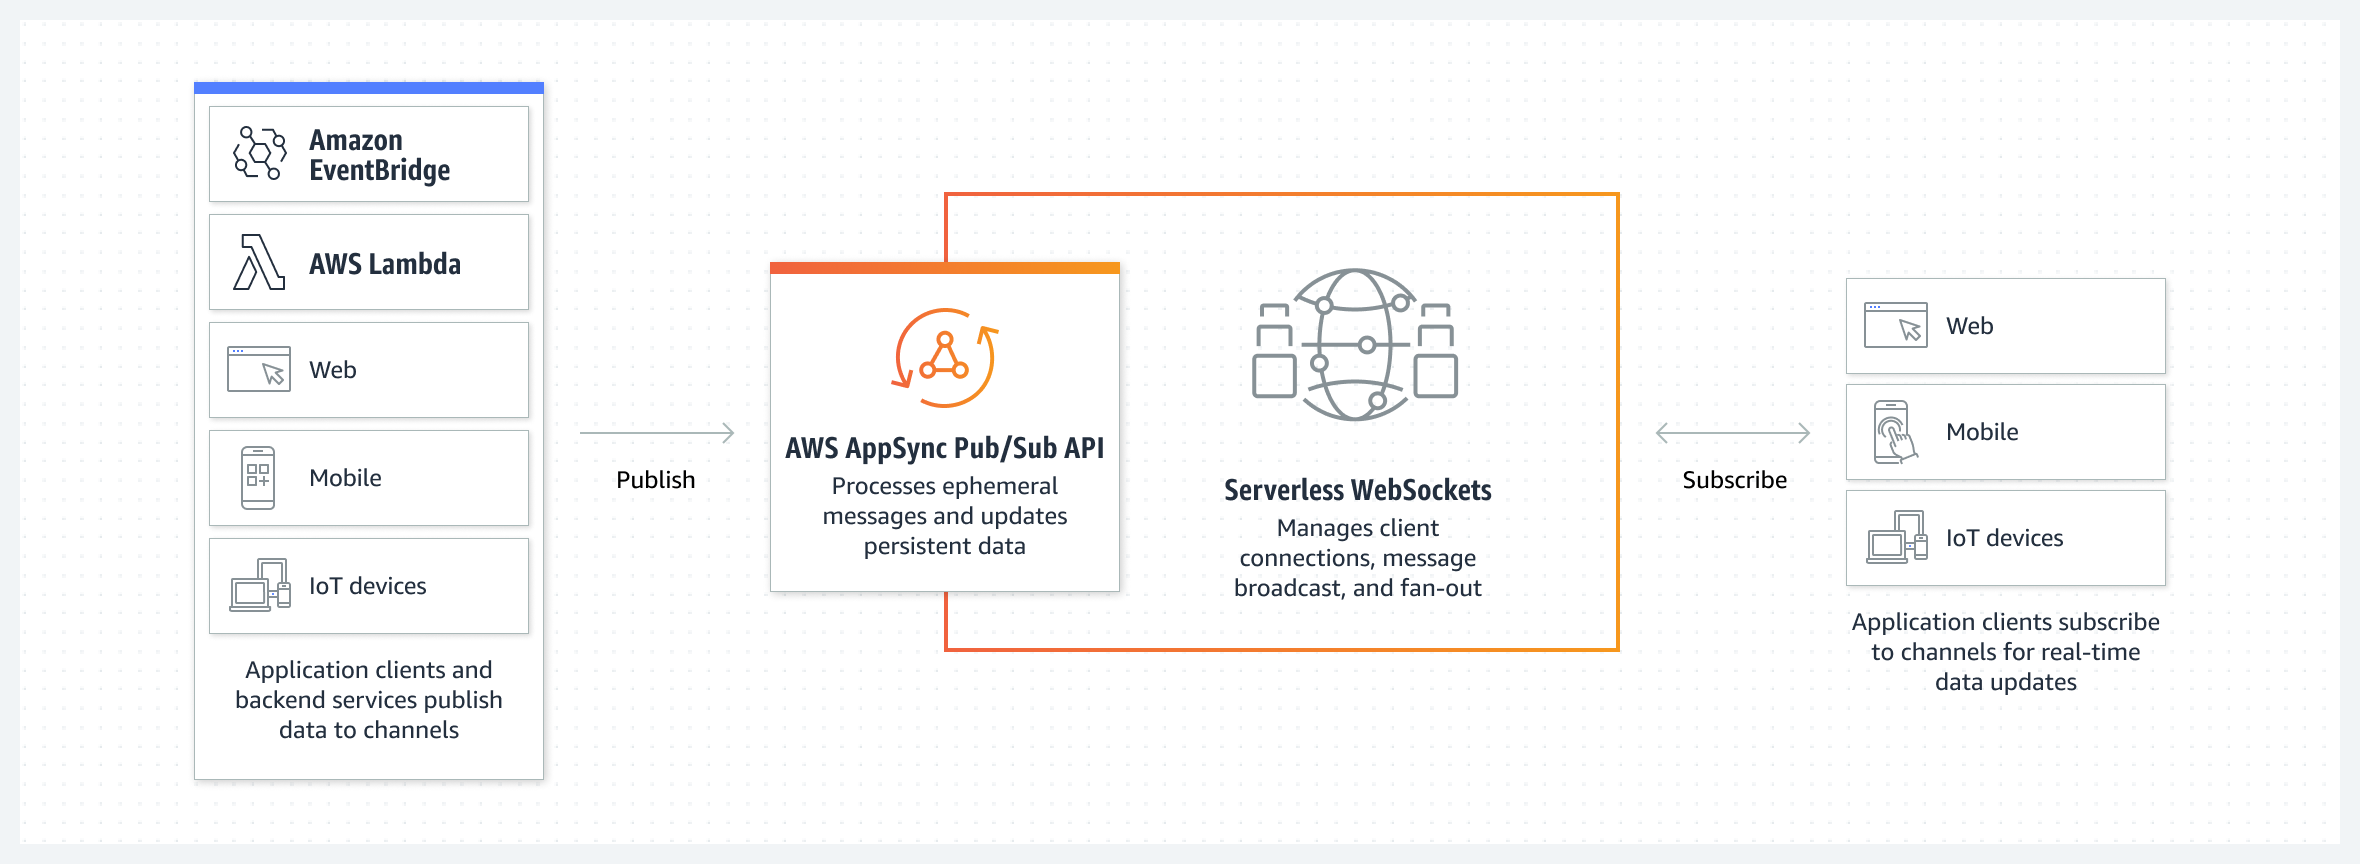 Amazon
EventBridge
AWS Lambda
Web
Mobile
IoT devices
Application clients and
backend services publish
data to channels
Publish
AWS AppSync Pub/Sub API
Processes ephemeral
messages and updates
persistent data
Serverless WebSockets
Manages client
connections, message
broadcast, and fan-out
Subscribe
Web
Mobile
IoT devices
Application clients subscribe
to channels for real-time
data updates